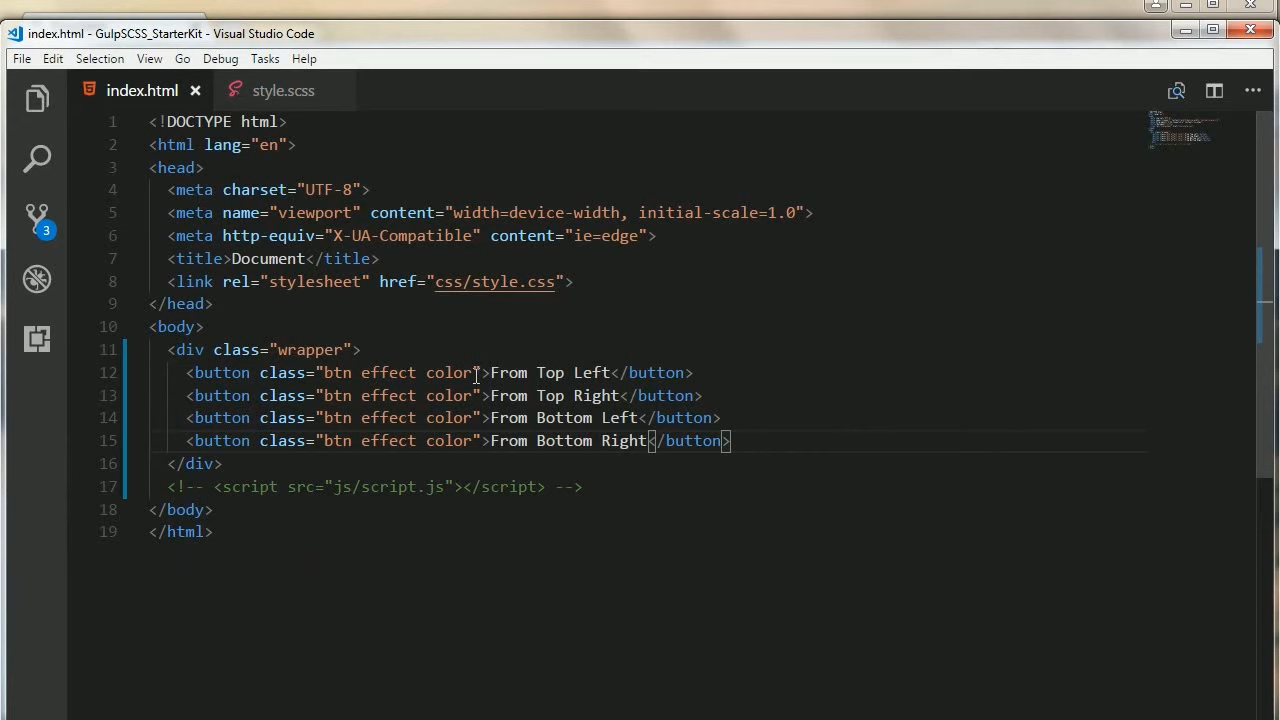 index.html - GulpSCSS_StarterKit - Visual Studio Code
File Edit Selection View Go Debug Tasks Help
index.html style.scss
1 <!DOCTYPE html>
2 <html lang="en">
3 <head>
4 <meta charset="UTF-8">
5 <meta name="viewport" content="width=device-width, initial-scale=1.0">
6 <meta http-equiv="X-UA-Compatible" content="ie=edge">
7 <title>Document</title>
8 <link rel="stylesheet" href="css/style.css">
9 </head>
10 <body>
11 <div class="wrapper">
12 <button class="btn effect color">From Top Left</button>
13 <button class="btn effect color">From Top Right</button>
14 <button class="btn effect color">From Bottom Left</button>
15 <button class="btn effect color">From Bottom Right</button>
16 </div>
17 <!-- <script src="js/script.js"></script> -->
18 </body>
19 </html>
3